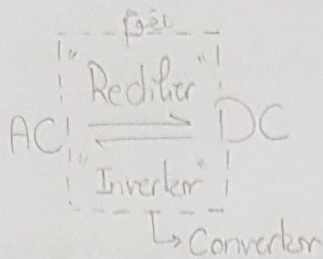 "Rectifier"
AC ⇌ DC
"Inverter"
↳ Converter